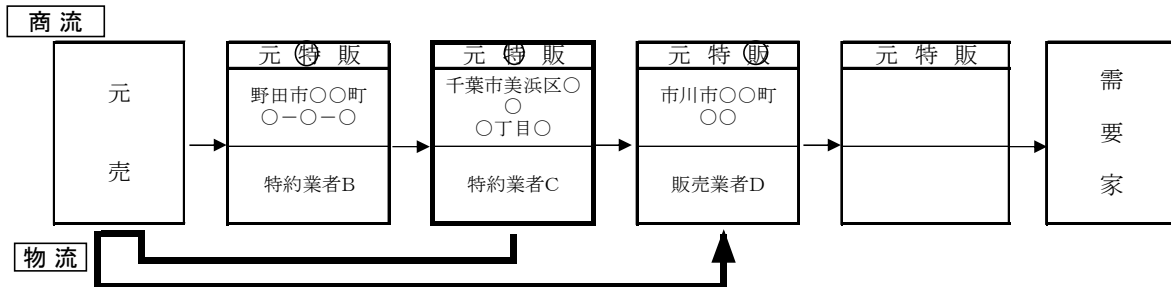 商 流
元
売
元 特 販
野田市○○町
○－○－○
特約業者B
元 特 販
千葉市美浜区○
○
○丁目○
特約業者C
元 特 販
市川市○○町
○○
販売業者D
元 特 販
需
要
家
物 流